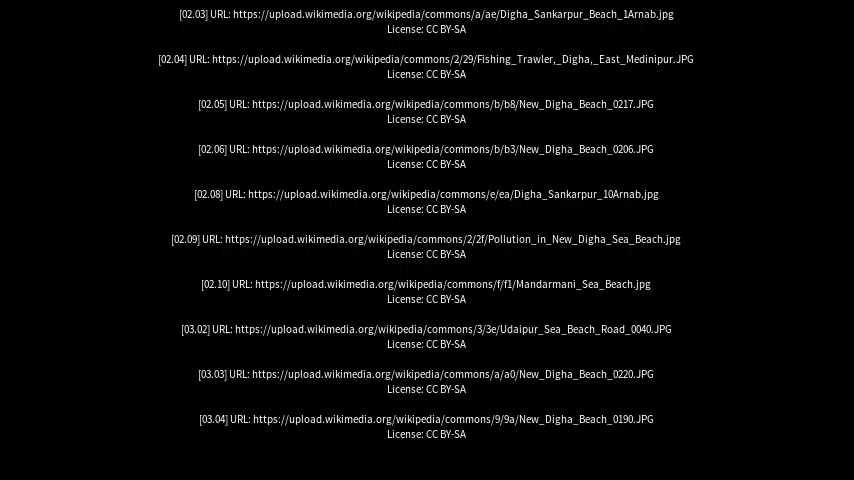 [02.03] URL: https://upload.wikimedia.org/wikipedia/commons/a/ae/Digha_Sankarpur_Beach_1Arnab.jpg
License: CC BY-SA
[02.04] URL: https://upload.wikimedia.org/wikipedia/commons/2/29/Fishing_Trawler,_Digha,_East_Medinipur.JPG
License: CC BY-SA
[02.05] URL: https://upload.wikimedia.org/wikipedia/commons/b/b8/New_Digha_Beach_0217.JPG
License: CC BY-SA
[02.06] URL: https://upload.wikimedia.org/wikipedia/commons/b/b3/New_Digha_Beach_0206.JPG
License: CC BY-SA
[02.08] URL: https://upload.wikimedia.org/wikipedia/commons/e/ea/Digha_Sankarpur_10Arnab.jpg
License: CC BY-SA
[02.09] URL: https://upload.wikimedia.org/wikipedia/commons/2/2f/Pollution_in_New_Digha_Sea_Beach.jpg
License: CC BY-SA
[02.10] URL: https://upload.wikimedia.org/wikipedia/commons/f/f1/Mandarmani_Sea_Beach.jpg
License: CC BY-SA
[03.02] URL: https://upload.wikimedia.org/wikipedia/commons/3/3e/Udaipur_Sea_Beach_Road_0040.JPG
License: CC BY-SA
[03.03] URL: https://upload.wikimedia.org/wikipedia/commons/a/a0/New_Digha_Beach_0220.JPG
License: CC BY-SA
[03.04] URL: https://upload.wikimedia.org/wikipedia/commons/9/9a/New_Digha_Beach_0190.JPG
License: CC BY-SA